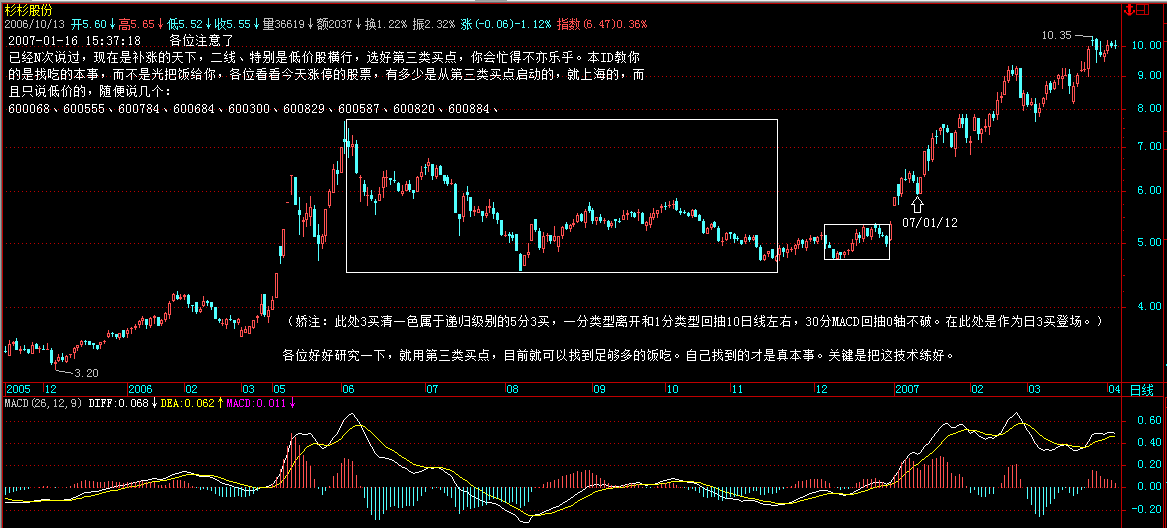 杉杉股份
2006/10/13 开5.60↓高5.65↓低5.52↓收5.55↓量36619↓额2037↓换1.22% 振2.32% 涨(-0.06)-1.12% 指数(6.47)0.36%
2007-01-16 15:37:18 各位注意了
已经N次说过，现在是补涨的天下，二线、特别是低价股横行，选好第三类买点，你会忙得不亦乐乎。本ID教你
的是找吃的本事，而不是光把饭给你，各位看看今天涨停的股票，有多少是从第三类买点启动的，就上海的，而
且只说低价的，随便说几个：
600068、600555、600784、600684、600300、600829、600587、600820、600884、
10.35
10.00
9.00
8.00
7.00
6.00
07/01/12
5.00
4.00
（娇注：此处3买清一色属于递归级别的5分3买，一分类型离开和1分类型回抽10日线左右，30分MACD回抽0轴不破。在此处是作为日3买登场。）
各位好好研究一下，就用第三类买点，目前就可以找到足够多的饭吃。自己找到的才是真本事。关键是把这技术练好。
3.20
2005 12 2006 02 03 05 06 07 08 09 10 11 12 2007 02 03 04 日线
MACD(26,12,9) DIFF:0.068↓ DEA:0.062↑ MACD:0.011↓
0.60
0.40
0.20
0.00
-0.20